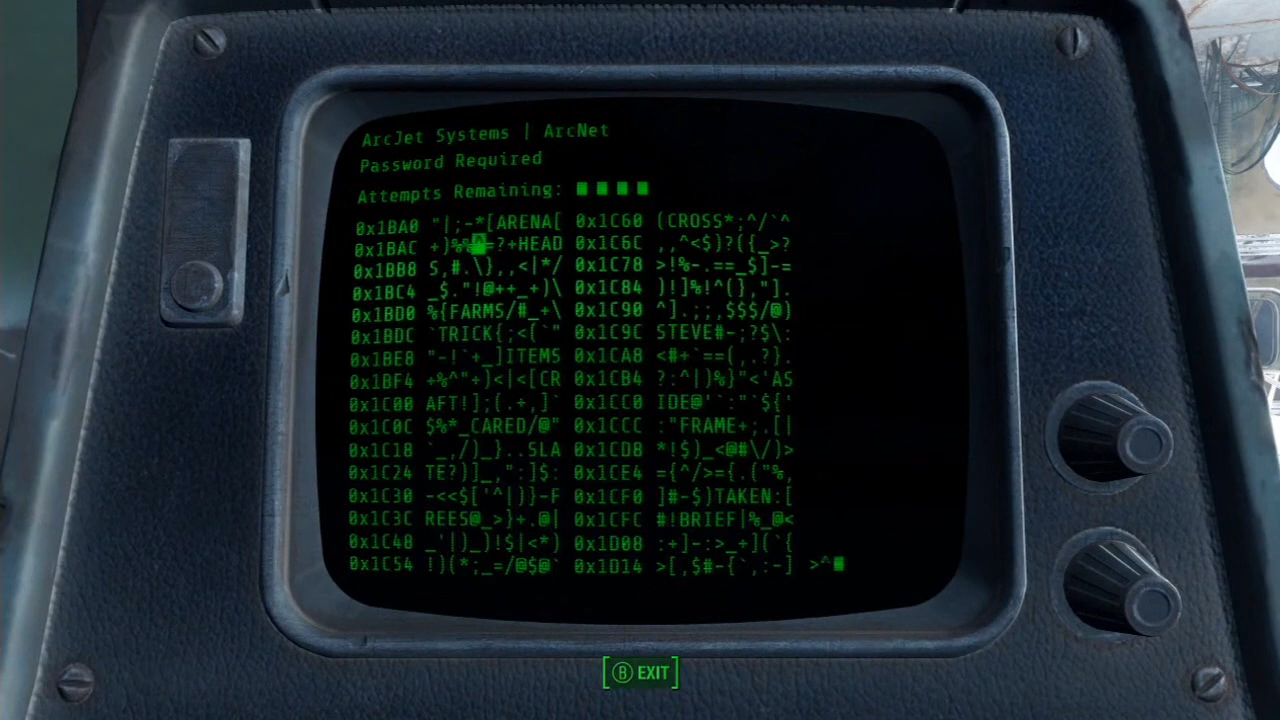 ArcJet Systems | ArcNet
Password Required
Attempts Remaining: ■ ■ ■ ■
0x1BA0 "|;-*[ARENA[ 0x1C60 (CROSS*;^/`^
0x1BAC +)%%^=?+HEAD 0x1C6C ,,^<$)?({_>?
0x1BB8 S,#.\},,<|*/ 0x1C78 >!%-.==_$]-=
0x1BC4 _$."!@++_+)\ 0x1C84 )!]%!^(},"].
0x1BD0 %{FARMS/#_+\ 0x1C90 ^].;:,$$$/@)
0x1BDC `TRICK{;<(`" 0x1C9C STEVE#-;?$\:
0x1BE8 "-!`+_]ITEMS 0x1CA8 <#+`==(,.?}.
0x1BF4 +%^"+)<|<[CR 0x1CB4 ?:^|)%}"<'AS
0x1C00 AFT!];(.+,]` 0x1CC0 IDE@'`:"`${'
0x1C0C $%*_CARED/@" 0x1CCC :"FRAME+;.[|
0x1C18 `_,/)_}..SLA 0x1CD8 *!$)_<@#\/)>
0x1C24 TE?)]_,":]$: 0x1CE4 ={^/>={.("%,
0x1C30 -<<$['^|)}-F 0x1CF0 ]#-$)TAKEN:[
0x1C3C REES@_>}+.@| 0x1CFC #!BRIEF|%_@<
0x1C48 _'|)_)!$|<*) 0x1D08 :+]-:>_+](`{
0x1C54 !)(*;_=/@$@` 0x1D14 >[,$#-{`,:-] >^■
B EXIT